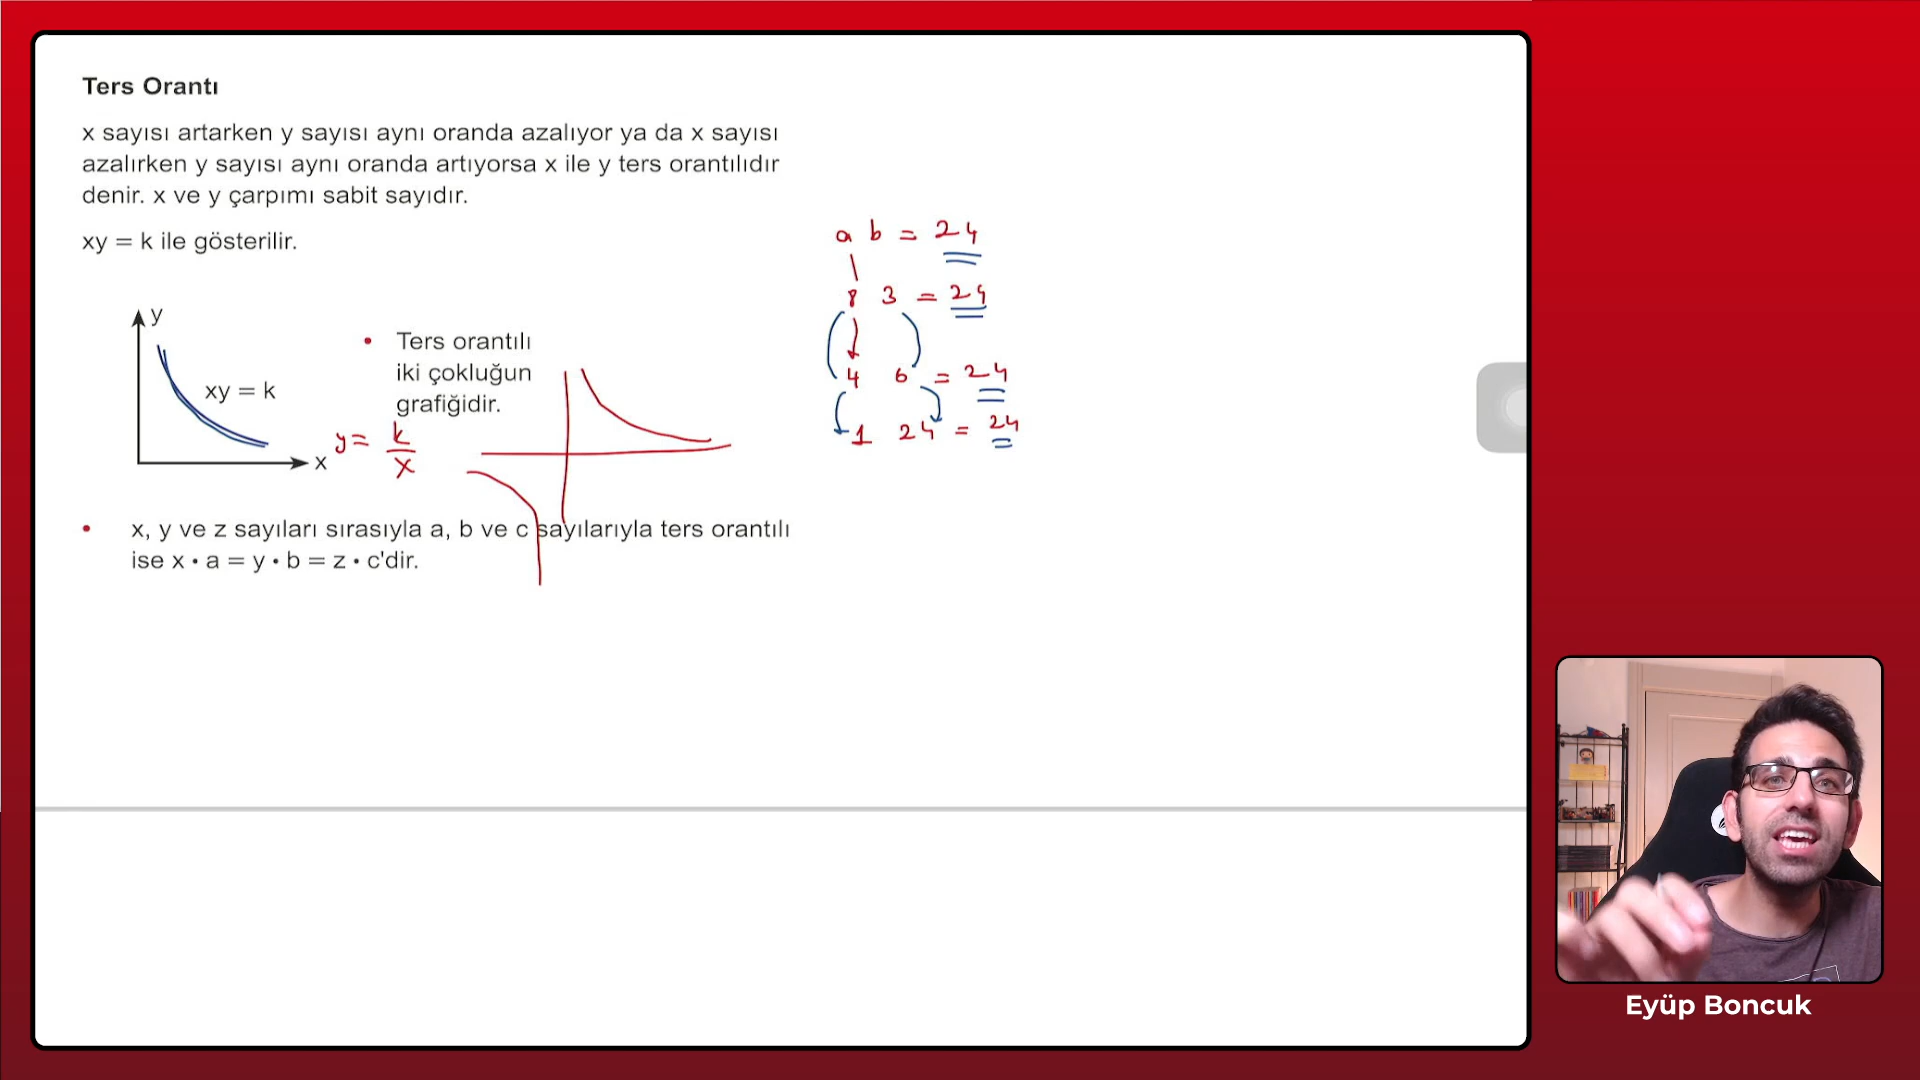 Ters Orantı
x sayısı artarken y sayısı aynı oranda azalıyor ya da x sayısı
azalırken y sayısı aynı oranda artıyorsa x ile y ters orantılıdır
denir. x ve y çarpımı sabit sayıdır.
xy = k ile gösterilir.
y
xy = k
x
• Ters orantılı
iki çokluğun
grafiğidir.
y = k/x
• x, y ve z sayıları sırasıyla a, b ve c sayılarıyla ters orantılı
ise x • a = y • b = z • c'dir.
a b = 24
8 3 = 24
4 6 = 24
1 24 = 24
Eyüp Boncuk